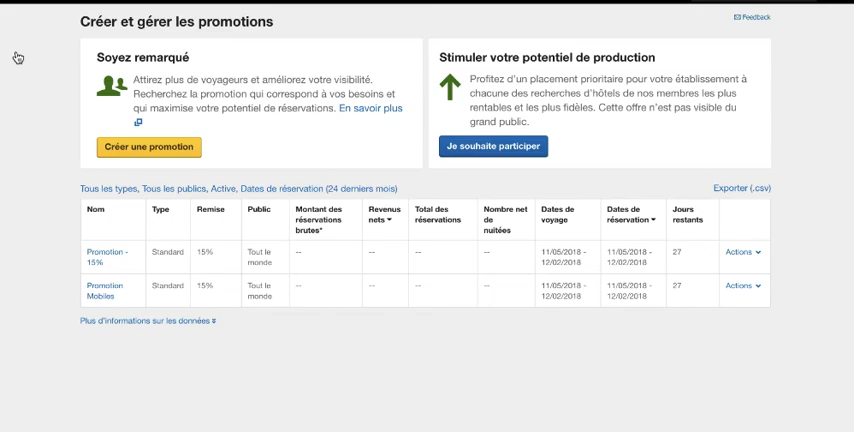 Créer et gérer les promotions
Feedback
Soyez remarqué
Attirez plus de voyageurs et améliorez votre visibilité.
Recherchez la promotion qui correspond à vos besoins et
qui maximise votre potentiel de réservations. En savoir plus
Créer une promotion
Stimuler votre potentiel de production
Profitez d'un placement prioritaire pour votre établissement à
chacune des recherches d'hôtels de nos membres les plus
rentables et les plus fidèles. Cette offre n'est pas visible du
grand public.
Je souhaite participer
Tous les types, Tous les publics, Active, Dates de réservation (24 derniers mois)
Exporter (.csv)
Nom Type Remise Public Montant des réservations brutes* Revenus nets Total des réservations Nombre net de nuitées Dates de voyage Dates de réservation Jours restants
Promotion - 15% Standard 15% Tout le monde -- -- -- -- 11/05/2018 - 12/02/2018 11/05/2018 - 12/02/2018 27 Actions
Promotion Mobiles Standard 15% Tout le monde -- -- -- -- 11/05/2018 - 12/02/2018 11/05/2018 - 12/02/2018 27 Actions
Plus d'informations sur les données